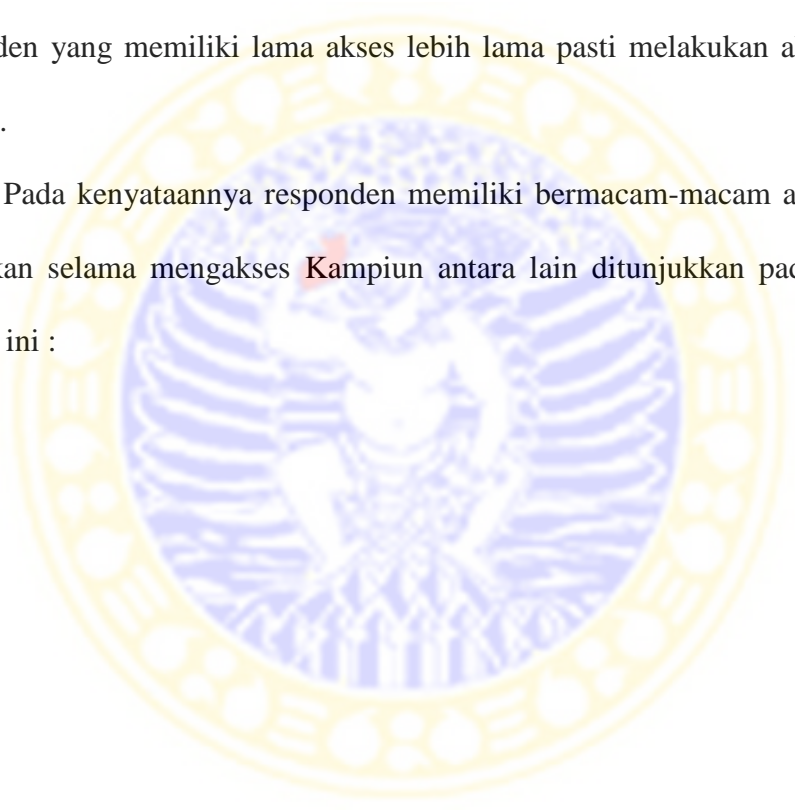 den yang memiliki lama akses lebih lama pasti melakukan a
.
Pada kenyataannya responden memiliki bermacam-macam a
kan selama mengakses Kampiun antara lain ditunjukkan pad
ini :